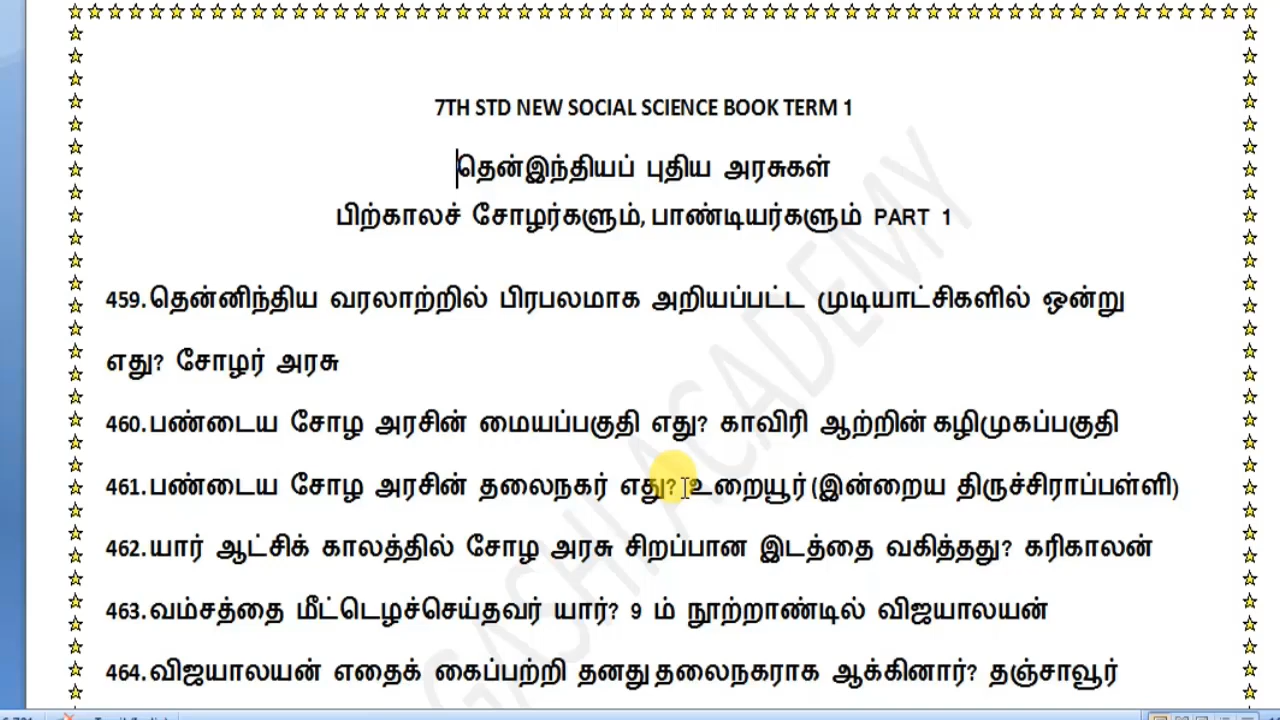 7TH STD NEW SOCIAL SCIENCE BOOK TERM 1
தென்இந்தியப் புதிய அரசுகள்
பிற்காலச் சோழர்களும், பாண்டியர்களும் PART 1
459.தென்னிந்திய வரலாற்றில் பிரபலமாக அறியப்பட்ட முடியாட்சிகளில் ஒன்று
எது? சோழர் அரசு
460.பண்டைய சோழ அரசின் மையப்பகுதி எது? காவிரி ஆற்றின் கழிமுகப்பகுதி
461.பண்டைய சோழ அரசின் தலைநகர் எது? உறையூர் (இன்றைய திருச்சிராப்பள்ளி)
462.யார் ஆட்சிக் காலத்தில் சோழ அரசு சிறப்பான இடத்தை வகித்தது? கரிகாலன்
463.வம்சத்தை மீட்டெழச்செய்தவர் யார்? 9 ம் நூற்றாண்டில் விஜயாலயன்
464.விஜயாலயன் எதைக் கைப்பற்றி தனது தலைநகராக ஆக்கினார்? தஞ்சாவூர்
ACADEMY